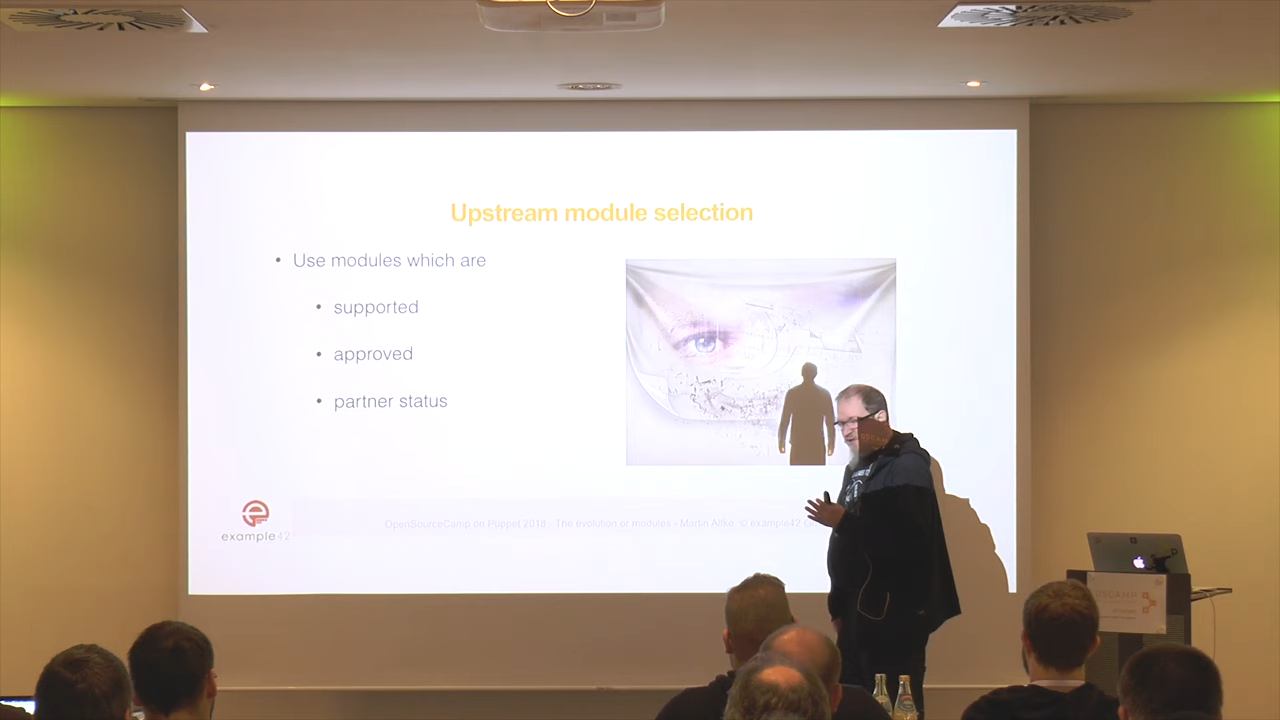 Upstream module selection
• Use modules which are
• supported
• approved
• partner status
example42
OpenSourceCamp on Puppet 2018 - The evolution of modules - Martin Alfke © example42
OSCAMP